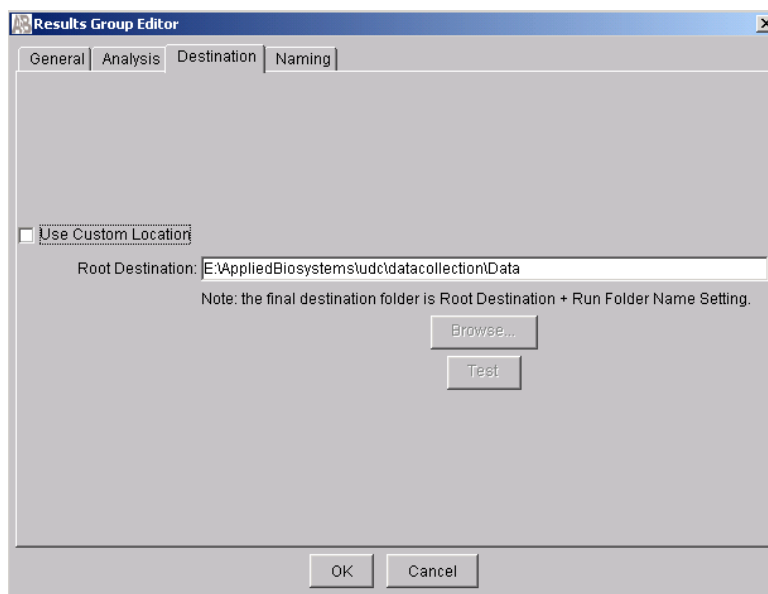 Results Group Editor
General Analysis Destination Naming
Use Custom Location
Root Destination: E:\AppliedBiosystems\udc\datacollection\Data
Note: the final destination folder is Root Destination + Run Folder Name Setting.
Browse...
Test
OK Cancel